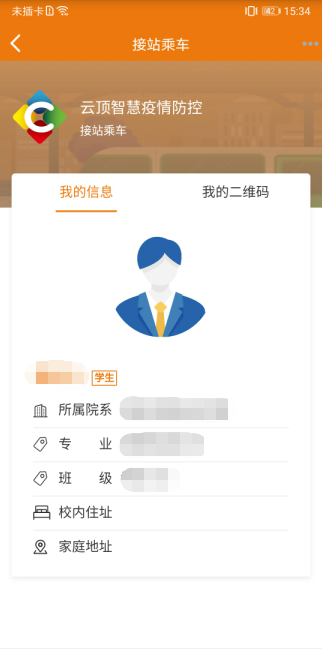 未插卡 42 15:34
接站乘车
云顶智慧疫情防控
接站乘车
我的信息 我的二维码
学生
所属院系
专 业
班 级
校内住址
家庭地址